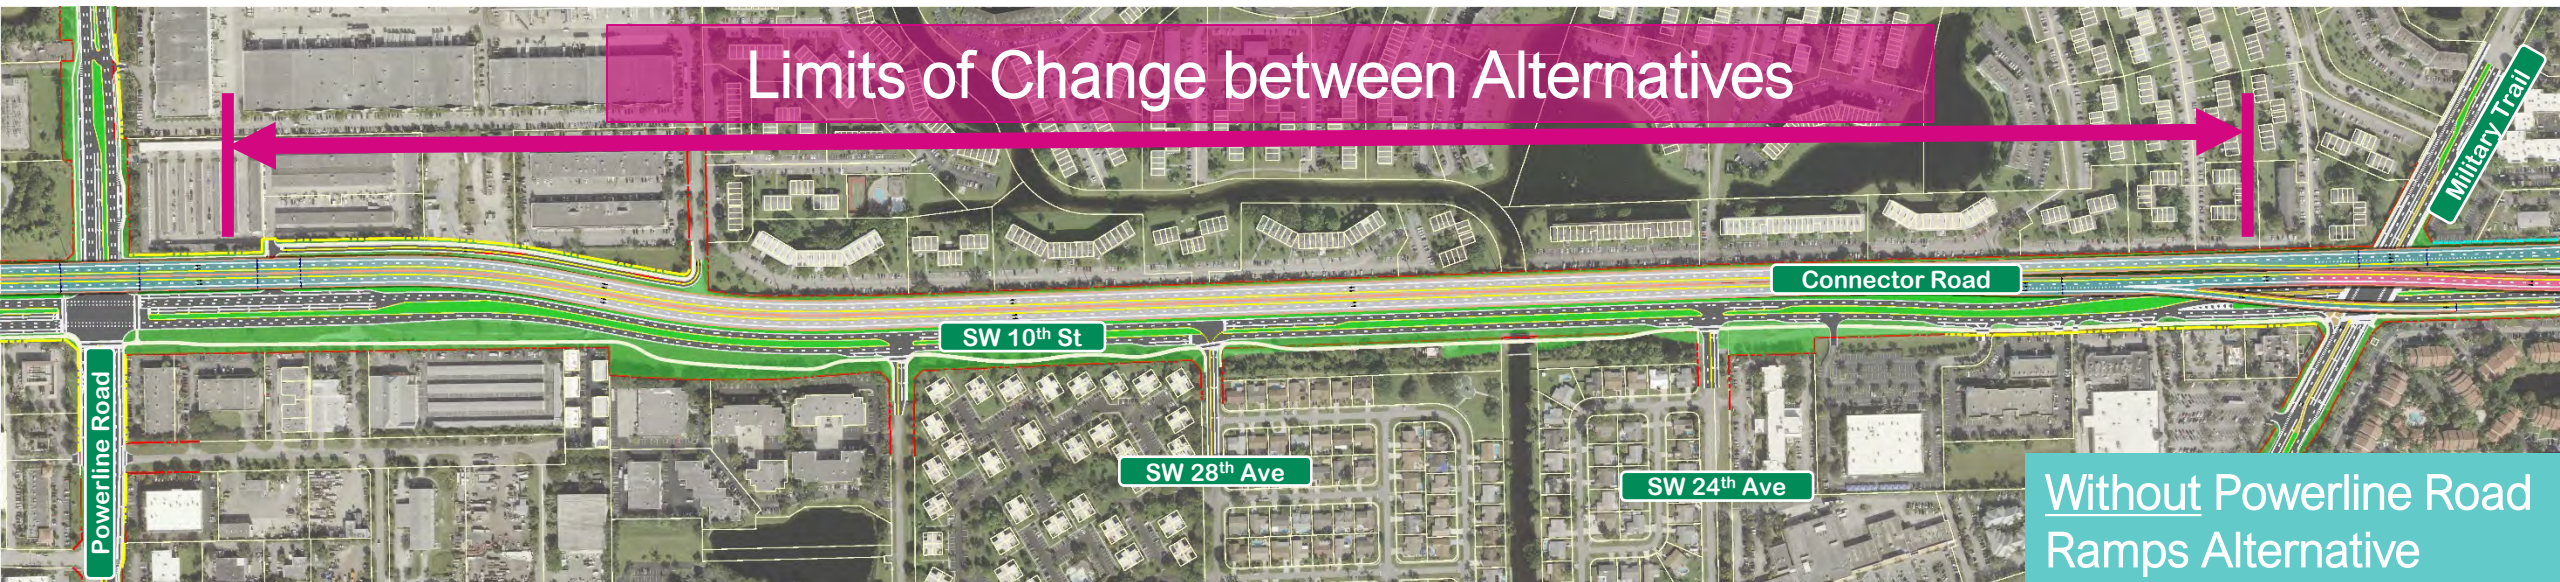 Limits of Change between Alternatives
Military Trail
Connector Road
SW 10th St
Powerline Road
SW 28th Ave
SW 24th Ave
Without Powerline Road
Ramps Alternative